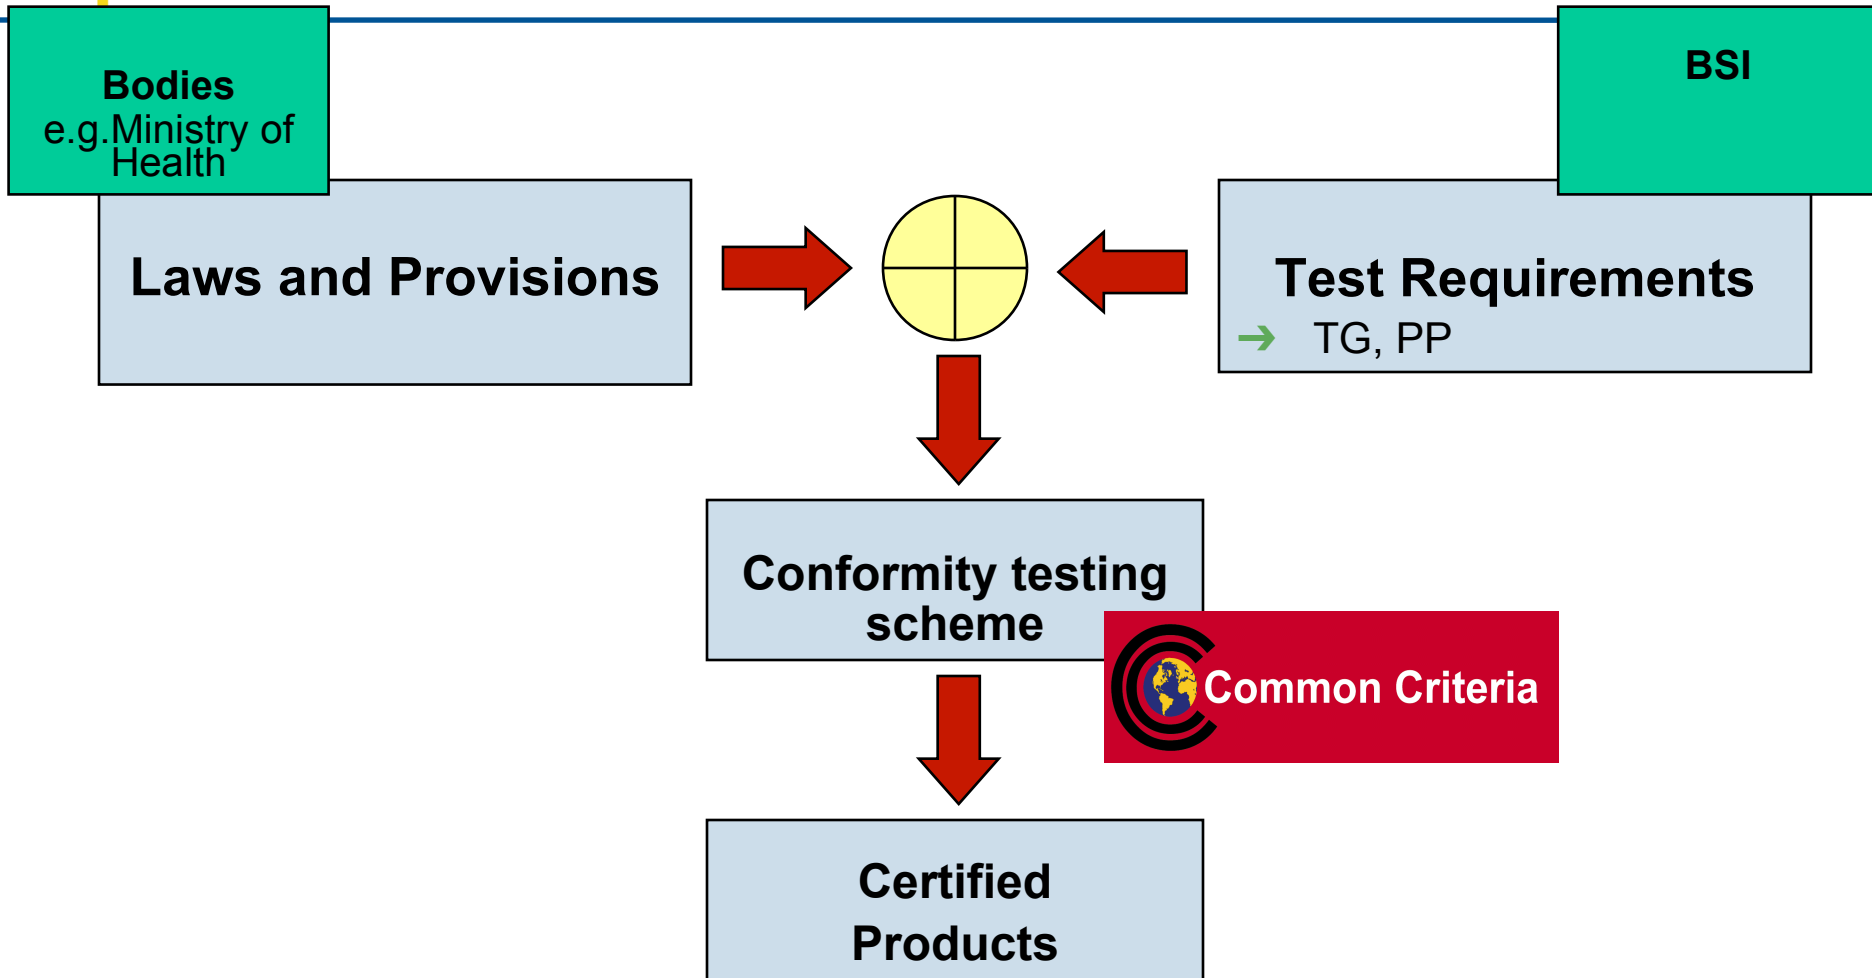 Bodies
e.g.Ministry of
Health
BSI
Laws and Provisions
Test Requirements
➔ TG, PP
Conformity testing
scheme
Common Criteria
Certified
Products